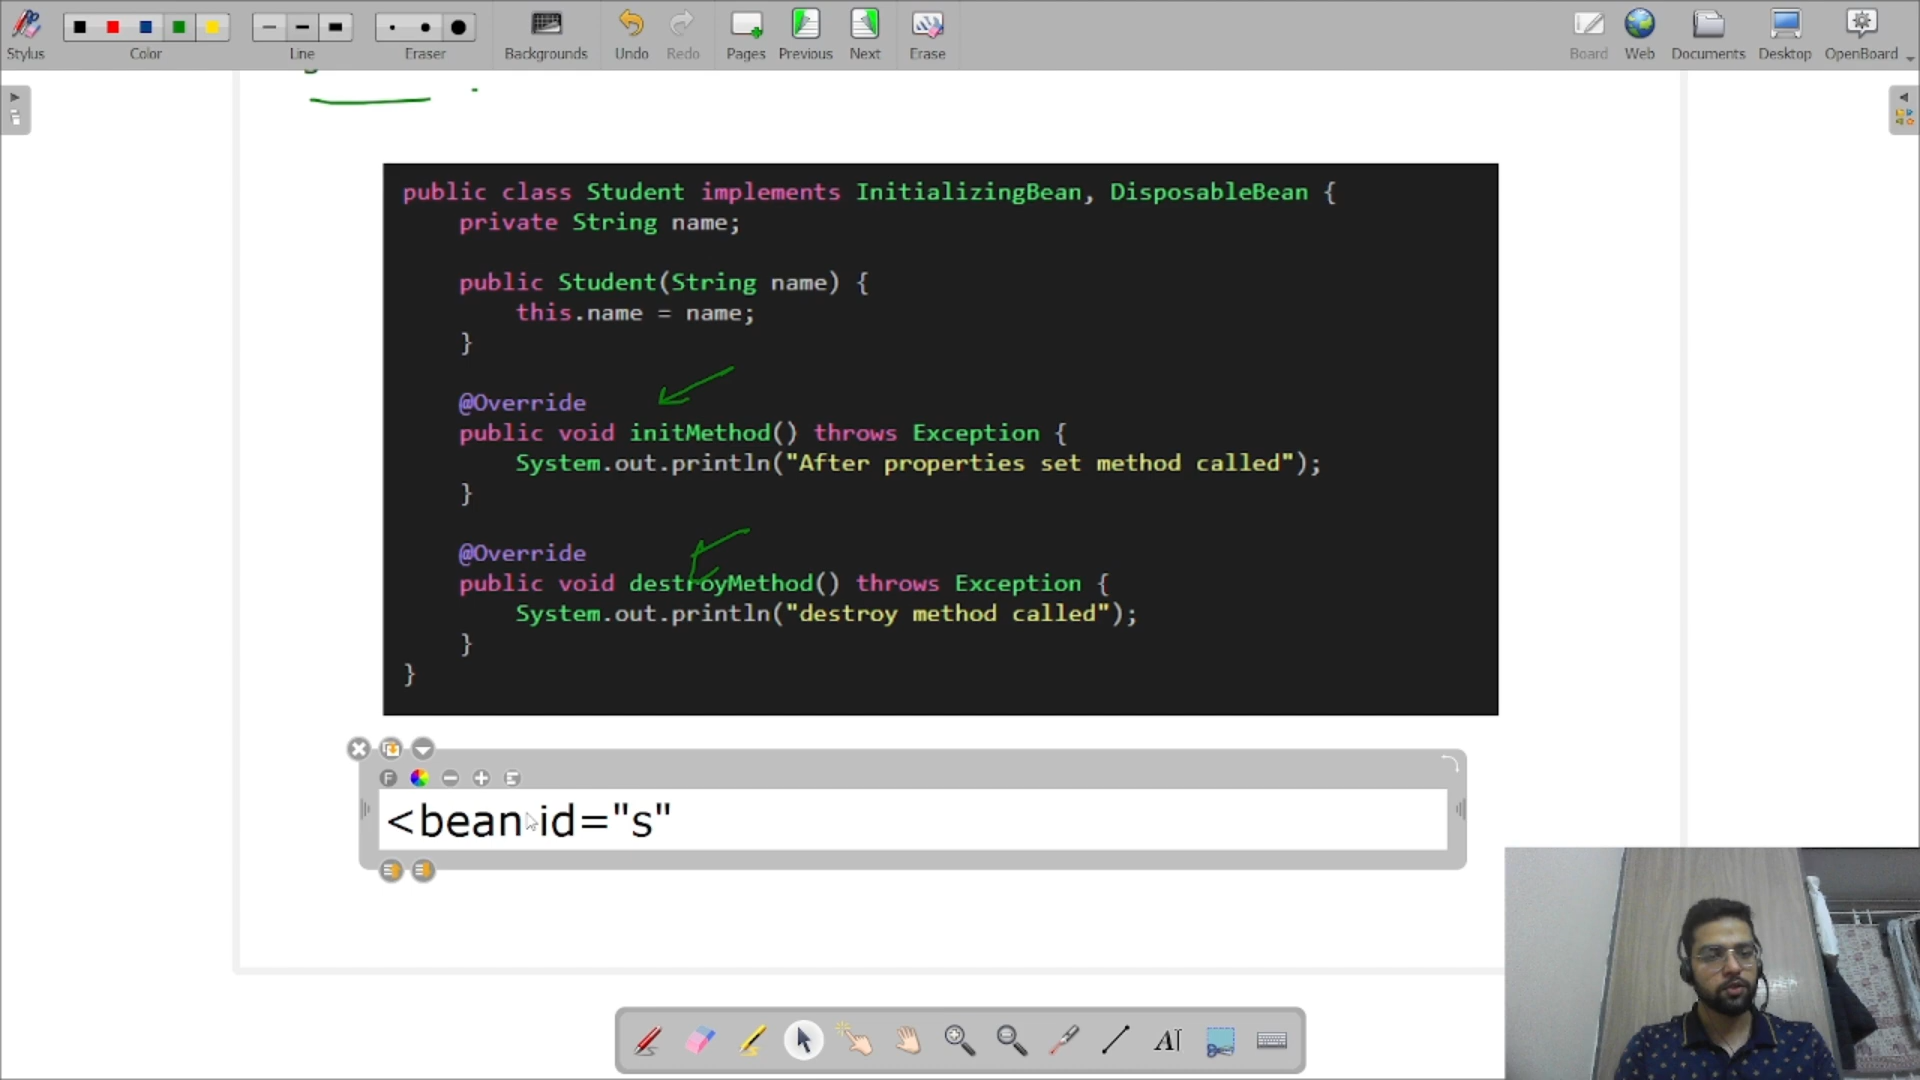 Stylus
Color
Line
Eraser
Backgrounds
Undo
Redo
Pages
Previous
Next
Erase
Board
Web
Documents
Desktop
OpenBoard
public class Student implements InitializingBean, DisposableBean {
private String name;
public Student(String name) {
this.name = name;
}
@Override
public void initMethod() throws Exception {
System.out.println("After properties set method called");
}
@Override
public void destroyMethod() throws Exception {
System.out.println("destroy method called");
}
}
F
<bean id="s"
AI